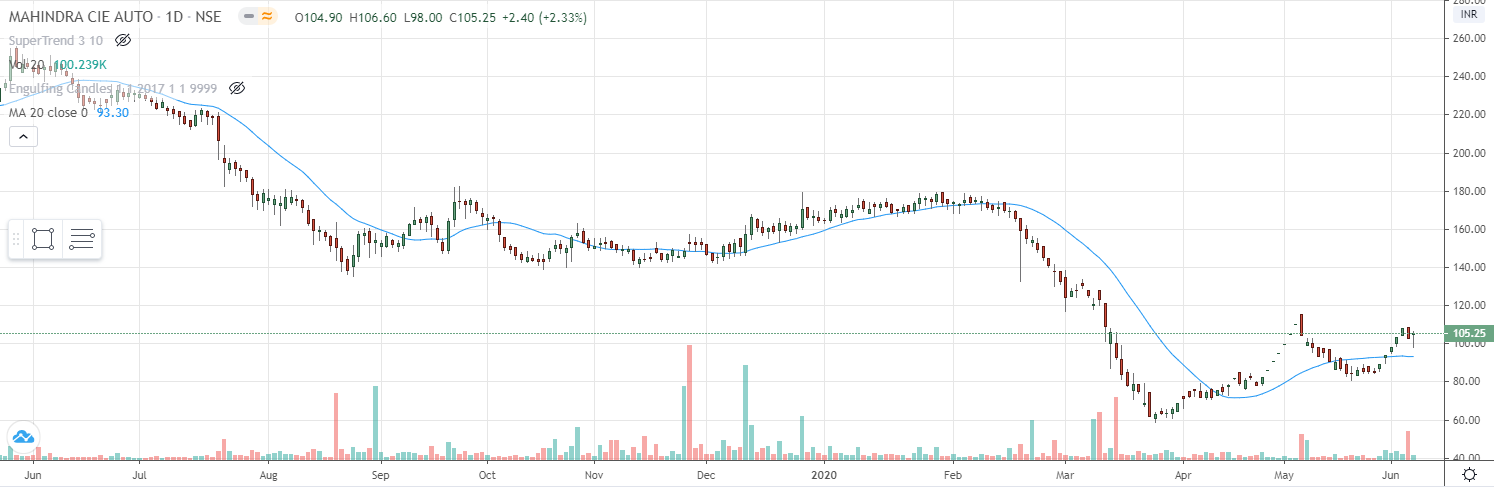 MAHINDRA CIE AUTO · 1D · NSE O104.90 H106.60 L98.00 C105.25 +2.40 (+2.33%)
SuperTrend 3 10
Vol 20 100.239K
Engulfing Candles 1 1 2017 1 1 9999
MA 20 close 0 93.30
INR
280.00
260.00
240.00
220.00
200.00
180.00
160.00
140.00
120.00
105.25
100.00
80.00
60.00
40.00
Jun Jul Aug Sep Oct Nov Dec 2020 Feb Mar Apr May Jun